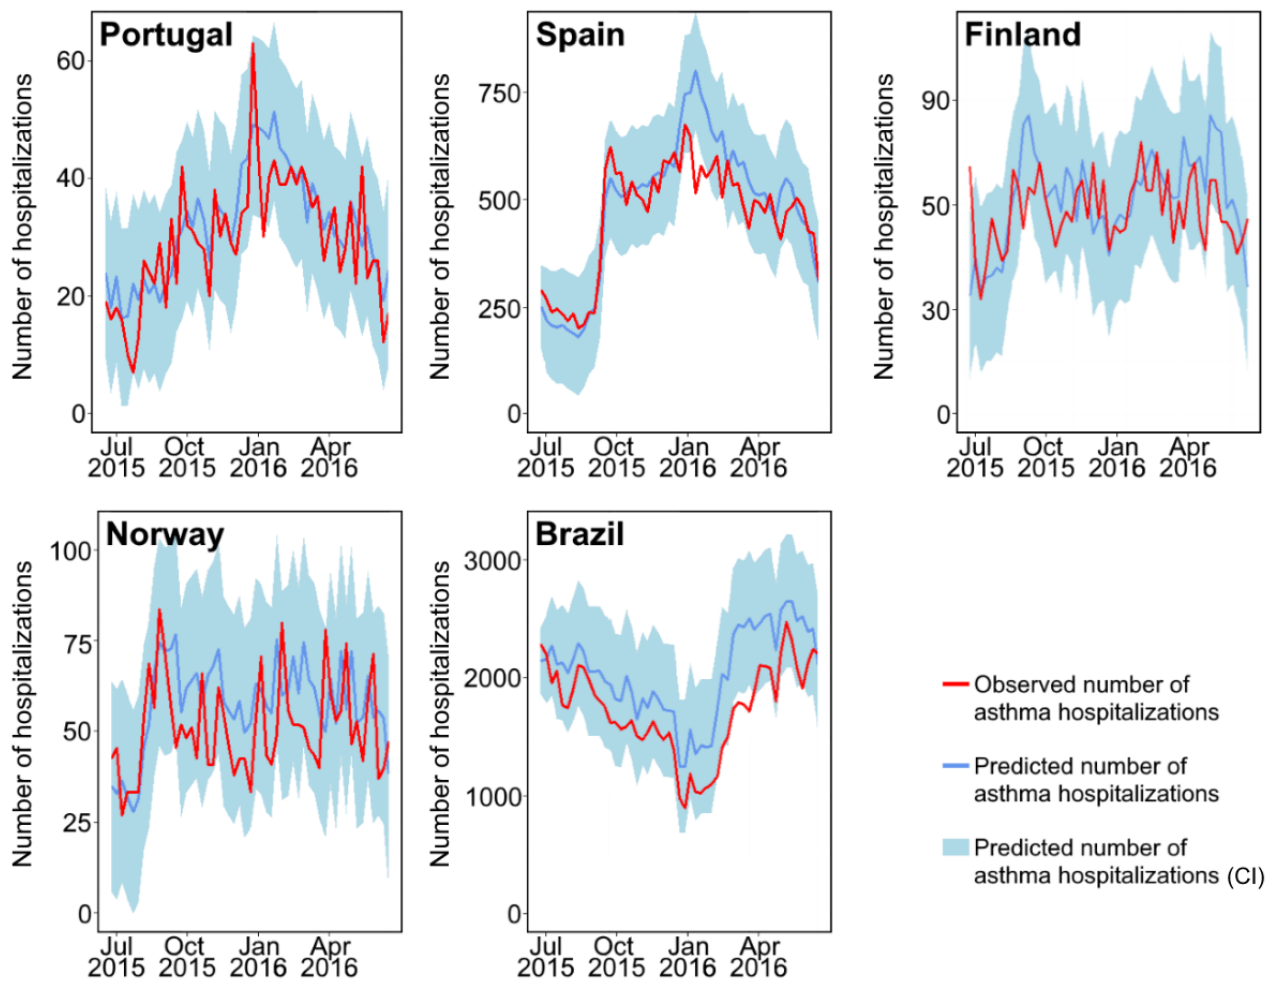 Portugal
Number of hospitalizations
60
40
20
0
Jul Oct Jan Apr
2015 2015 2016 2016
Spain
Number of hospitalizations
750
500
250
0
Jul Oct Jan Apr
2015 2015 2016 2016
Finland
Number of hospitalizations
90
50
30
0
Jul Oct Jan Apr
2015 2015 2016 2016
Norway
Number of hospitalizations
100
75
50
25
0
Jul Oct Jan Apr
2015 2015 2016 2016
Brazil
Number of hospitalizations
3000
2000
1000
0
Jul Oct Jan Apr
2015 2015 2016 2016
Observed number of
asthma hospitalizations
Predicted number of
asthma hospitalizations
Predicted number of
asthma hospitalizations (CI)